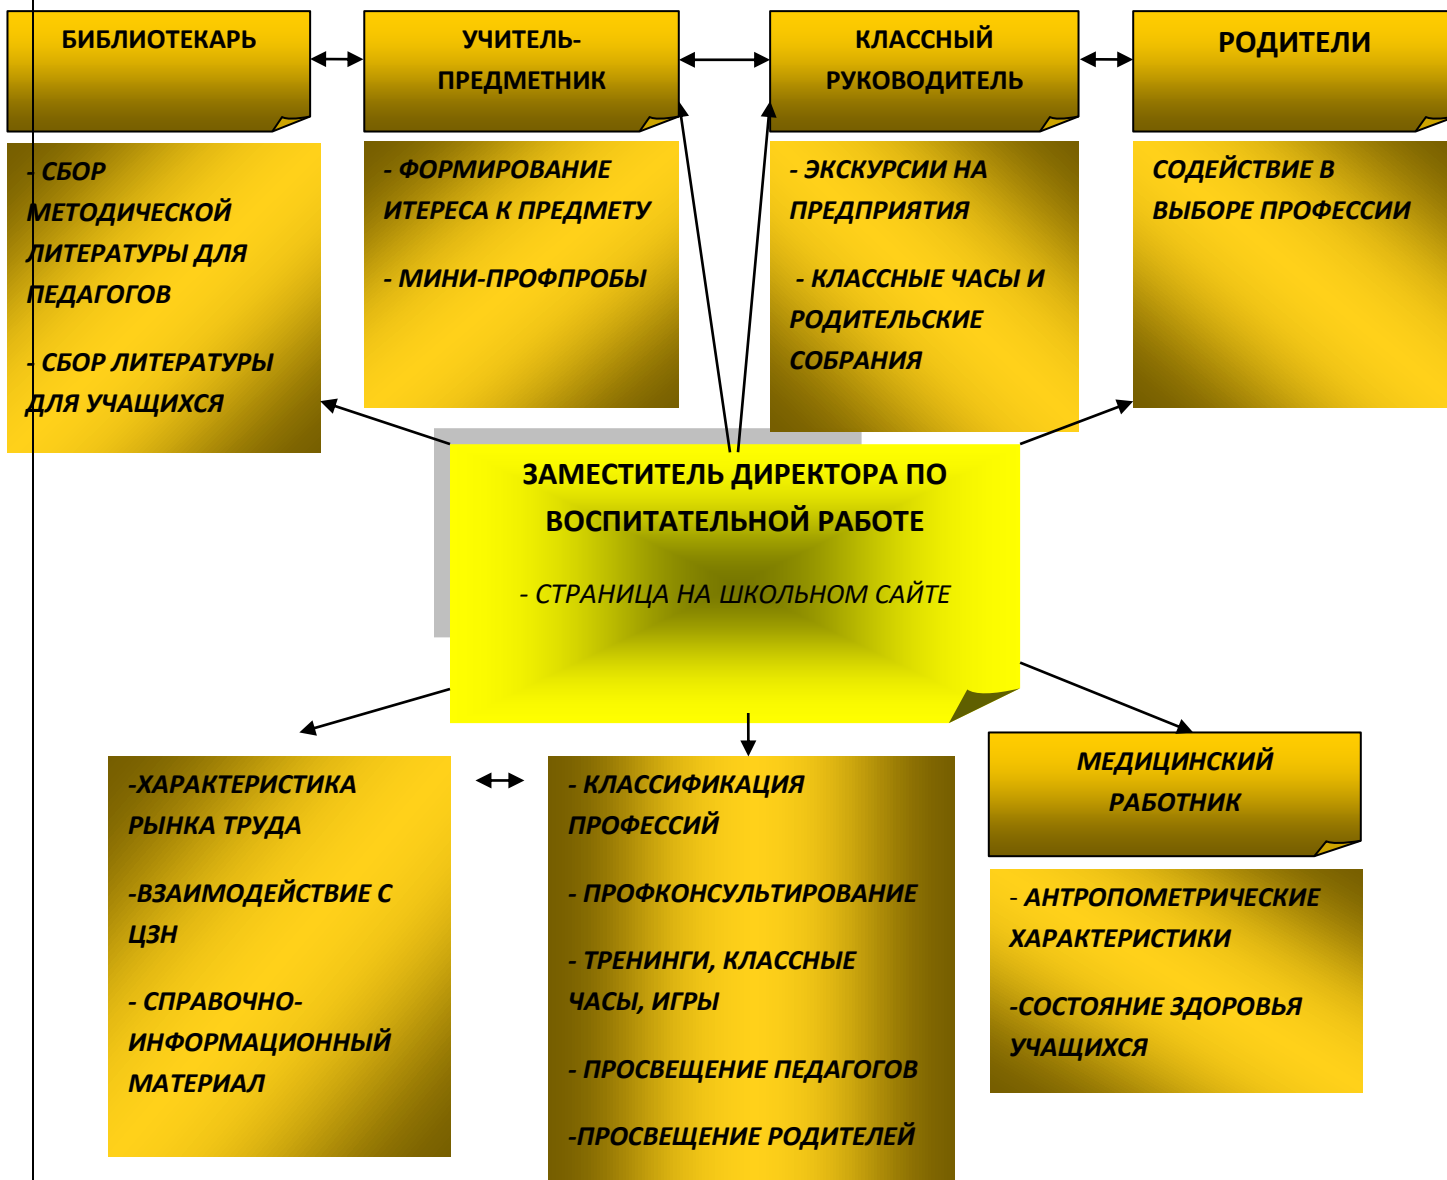 БИБЛИОТЕКАРЬ
УЧИТЕЛЬ-
ПРЕДМЕТНИК
КЛАССНЫЙ
РУКОВОДИТЕЛЬ
РОДИТЕЛИ
- СБОР
МЕТОДИЧЕСКОЙ
ЛИТЕРАТУРЫ ДЛЯ
ПЕДАГОГОВ
- СБОР ЛИТЕРАТУРЫ
ДЛЯ УЧАЩИХСЯ
- ФОРМИРОВАНИЕ
ИТЕРЕСА К ПРЕДМЕТУ
- МИНИ-ПРОФПРОБЫ
- ЭКСКУРСИИ НА
ПРЕДПРИЯТИЯ
- КЛАССНЫЕ ЧАСЫ И
РОДИТЕЛЬСКИЕ
СОБРАНИЯ
СОДЕЙСТВИЕ В
ВЫБОРЕ ПРОФЕССИИ
ЗАМЕСТИТЕЛЬ ДИРЕКТОРА ПО
ВОСПИТАТЕЛЬНОЙ РАБОТЕ
- СТРАНИЦА НА ШКОЛЬНОМ САЙТЕ
-ХАРАКТЕРИСТИКА
РЫНКА ТРУДА
-ВЗАИМОДЕЙСТВИЕ С
ЦЗН
- СПРАВОЧНО-
ИНФОРМАЦИОННЫЙ
МАТЕРИАЛ
- КЛАССИФИКАЦИЯ
ПРОФЕССИЙ
- ПРОФКОНСУЛЬТИРОВАНИЕ
- ТРЕНИНГИ, КЛАССНЫЕ
ЧАСЫ, ИГРЫ
- ПРОСВЕЩЕНИЕ ПЕДАГОГОВ
-ПРОСВЕЩЕНИЕ РОДИТЕЛЕЙ
МЕДИЦИНСКИЙ
РАБОТНИК
- АНТРОПОМЕТРИЧЕСКИЕ
ХАРАКТЕРИСТИКИ
-СОСТОЯНИЕ ЗДОРОВЬЯ
УЧАЩИХСЯ